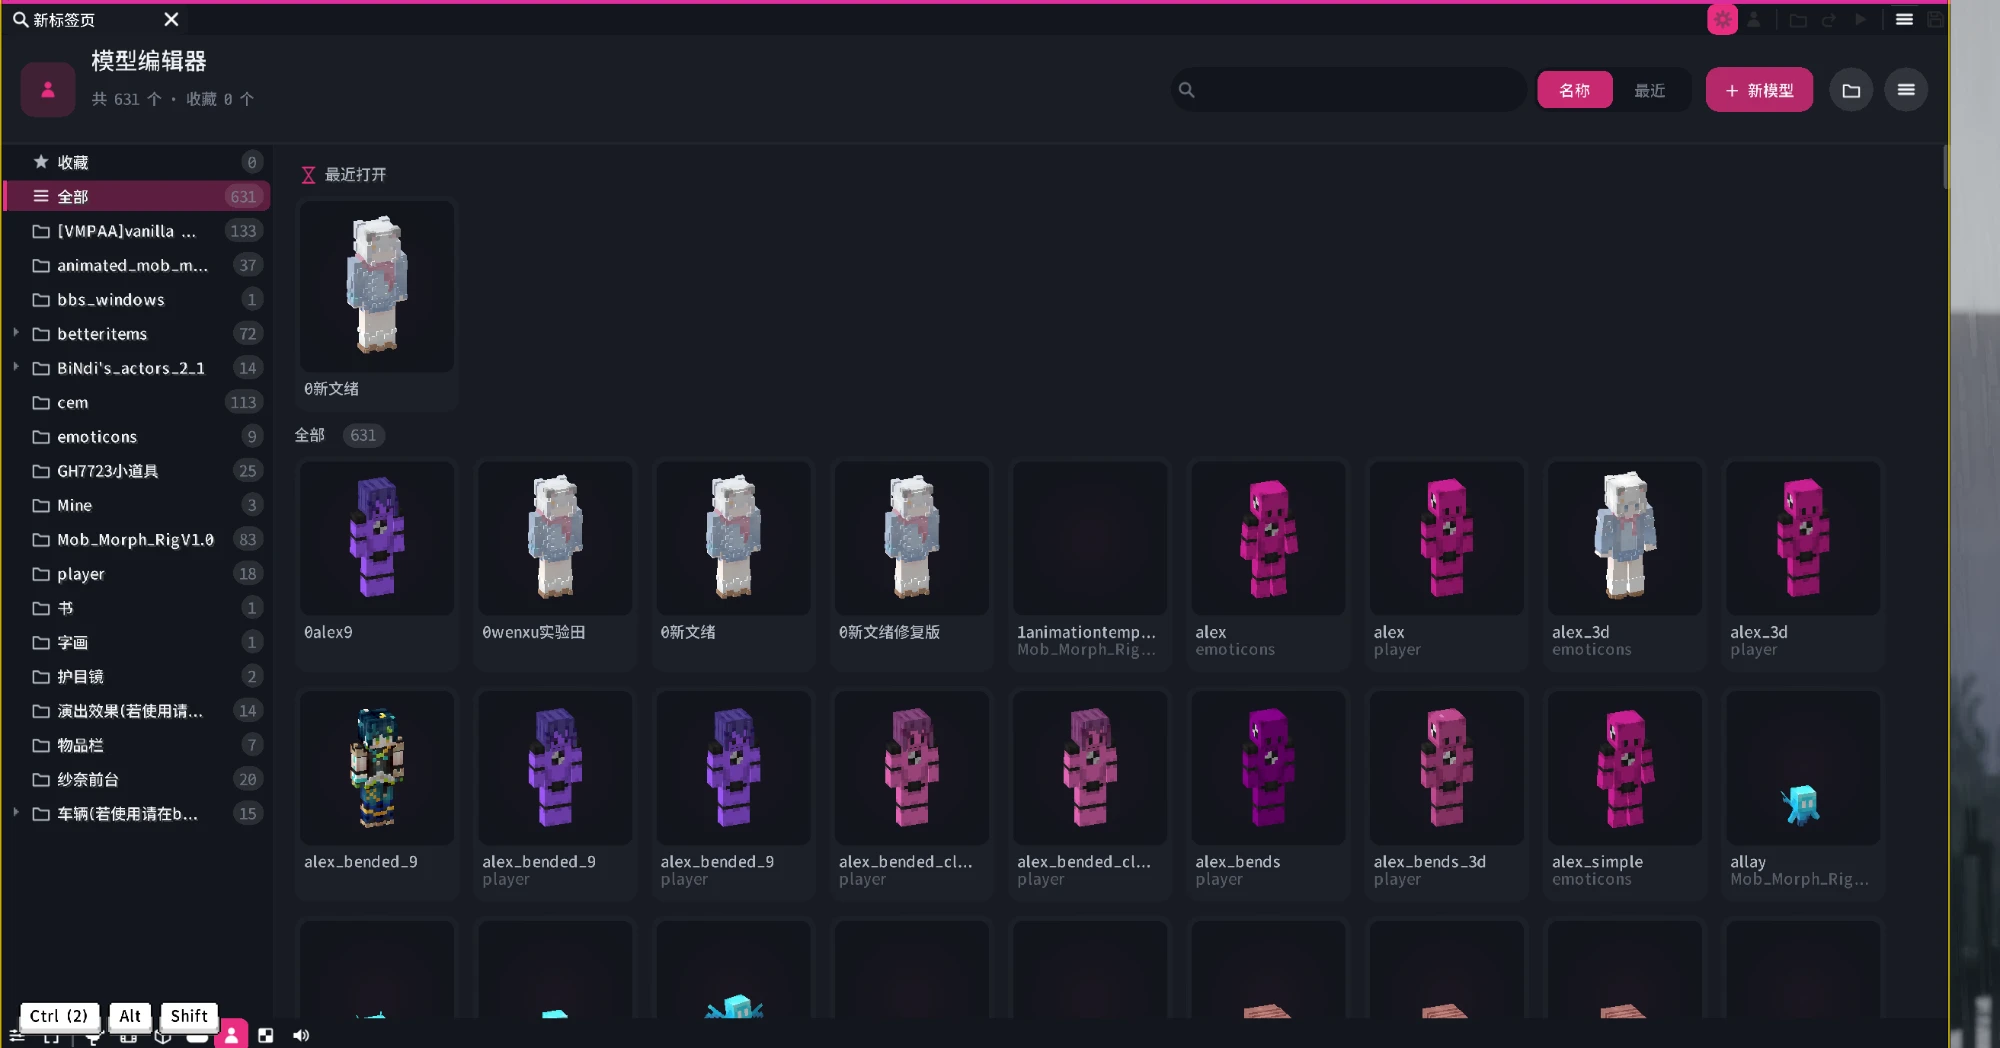 新标签页
模型编辑器
共 631 个 • 收藏 0 个
名称
最近
+ 新模型
收藏 0
全部 631
[VMPAA]vanilla ... 133
animated_mob_m... 37
bbs_windows 1
betteritems 72
BiNdi's_actors_2_1 14
cem 113
emoticons 9
GH7723小道具 25
Mine 3
Mob_Morph_RigV1.0 83
player 18
书 1
字画 1
护目镜 2
演出效果(若使用请... 14
物品栏 7
纱奈前台 20
车辆(若使用请在b... 15
最近打开
0新文绪
全部 631
0alex9
0wenxu实验田
0新文绪
0新文绪修复版
1animationtemp...
Mob_Morph_Rig...
alex
emoticons
alex
player
alex_3d
emoticons
alex_3d
player
alex_bended_9
alex_bended_9
player
alex_bended_9
player
alex_bended_cl...
player
alex_bended_cl...
player
alex_bends
player
alex_bends_3d
player
alex_simple
emoticons
allay
Mob_Morph_Rig...
Ctrl (2)
Alt
Shift